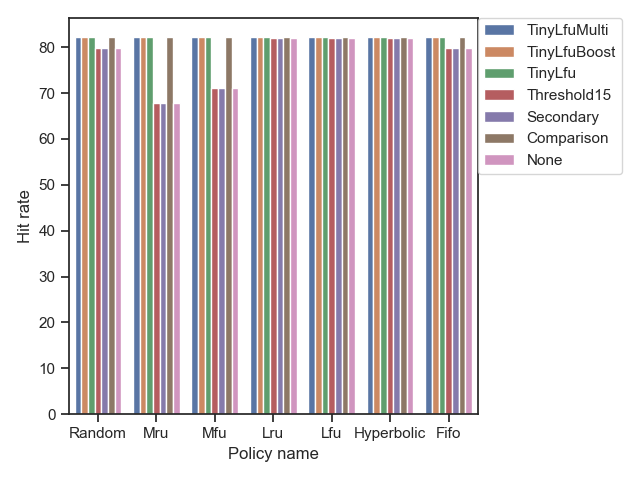 TinyLfuMulti
TinyLfuBoost
TinyLfu
Threshold15
Secondary
Comparison
None
Hit rate
80
70
60
50
40
30
20
10
0
Random Mru Mfu Lru Lfu Hyperbolic Fifo
Policy name